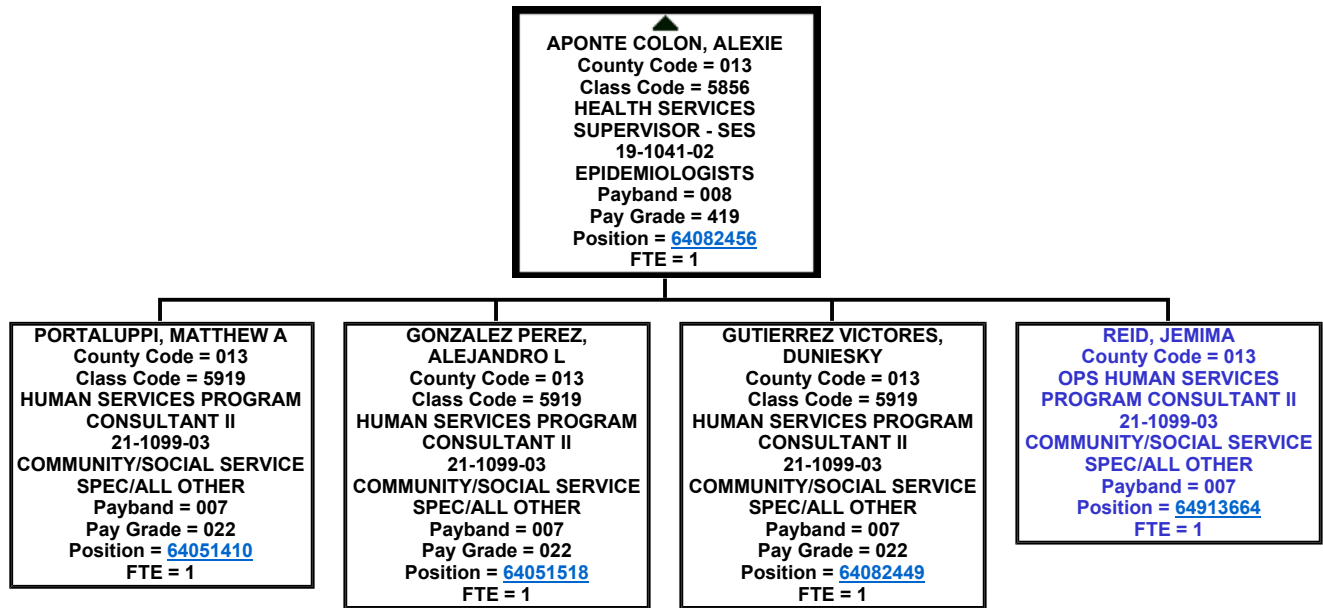 APONTE COLON, ALEXIE
County Code = 013
Class Code = 5856
HEALTH SERVICES
SUPERVISOR - SES
19-1041-02
EPIDEMIOLOGISTS
Payband = 008
Pay Grade = 419
Position = 64082456
FTE = 1
PORTALUPPI, MATTHEW A
County Code = 013
Class Code = 5919
HUMAN SERVICES PROGRAM
CONSULTANT II
21-1099-03
COMMUNITY/SOCIAL SERVICE
SPEC/ALL OTHER
Payband = 007
Pay Grade = 022
Position = 64051410
FTE = 1
GONZALEZ PEREZ,
ALEJANDRO L
County Code = 013
Class Code = 5919
HUMAN SERVICES PROGRAM
CONSULTANT II
21-1099-03
COMMUNITY/SOCIAL SERVICE
SPEC/ALL OTHER
Payband = 007
Pay Grade = 022
Position = 64051518
FTE = 1
GUTIERREZ VICTORES,
DUNIESKY
County Code = 013
Class Code = 5919
HUMAN SERVICES PROGRAM
CONSULTANT II
21-1099-03
COMMUNITY/SOCIAL SERVICE
SPEC/ALL OTHER
Payband = 007
Pay Grade = 022
Position = 64082449
FTE = 1
REID, JEMIMA
County Code = 013
OPS HUMAN SERVICES
PROGRAM CONSULTANT II
21-1099-03
COMMUNITY/SOCIAL SERVICE
SPEC/ALL OTHER
Payband = 007
Position = 64913664
FTE = 1